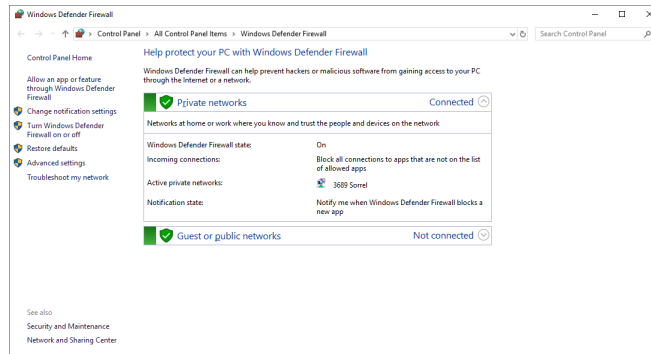 Windows Defender Firewall
Control Panel > All Control Panel Items > Windows Defender Firewall
Search Control Panel
Control Panel Home
Allow an app or feature
through Windows Defender
Firewall
Change notification settings
Turn Windows Defender
Firewall on or off
Restore defaults
Advanced settings
Troubleshoot my network
Help protect your PC with Windows Defender Firewall
Windows Defender Firewall can help prevent hackers or malicious software from gaining access to your PC
through the Internet or a network.
Private networks Connected
Networks at home or work where you know and trust the people and devices on the network
Windows Defender Firewall state: On
Incoming connections: Block all connections to apps that are not on the list
of allowed apps
Active private networks: 3689 Sorrel
Notification state: Notify me when Windows Defender Firewall blocks a
new app
Guest or public networks Not connected
See also
Security and Maintenance
Network and Sharing Center